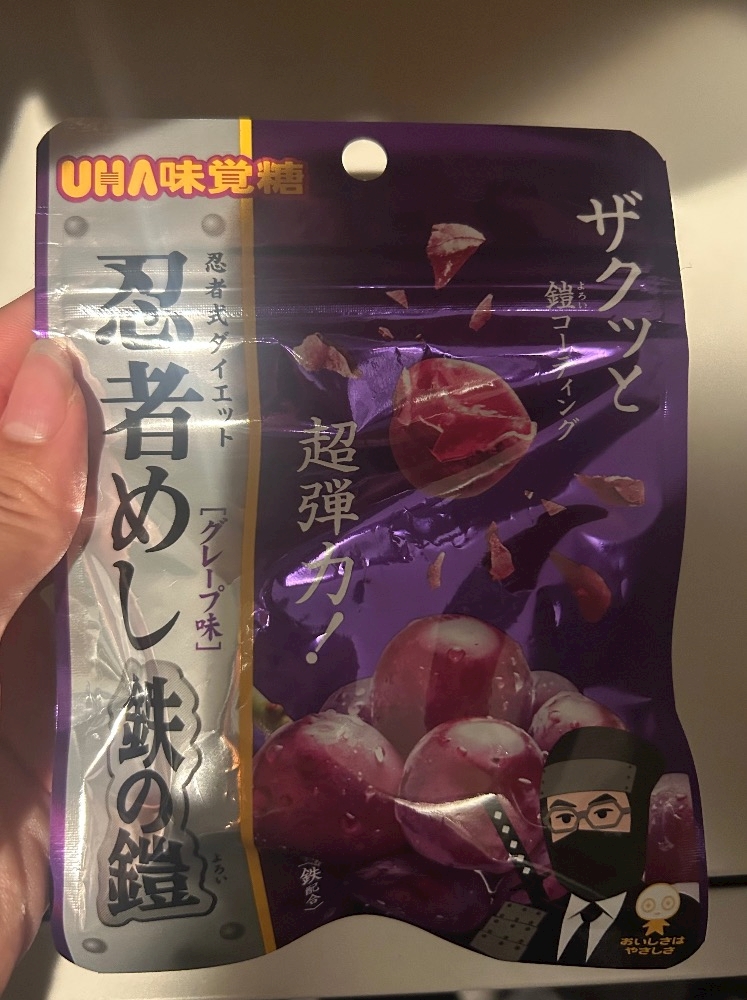 UHA味覚糖
ザクッと
鎧コーティング
よろい
超弾力！
忍者式ダイエット
忍者めし
[グレープ味]
鉄の鎧
よろい
鉄配合
おいしさは
やさしさ